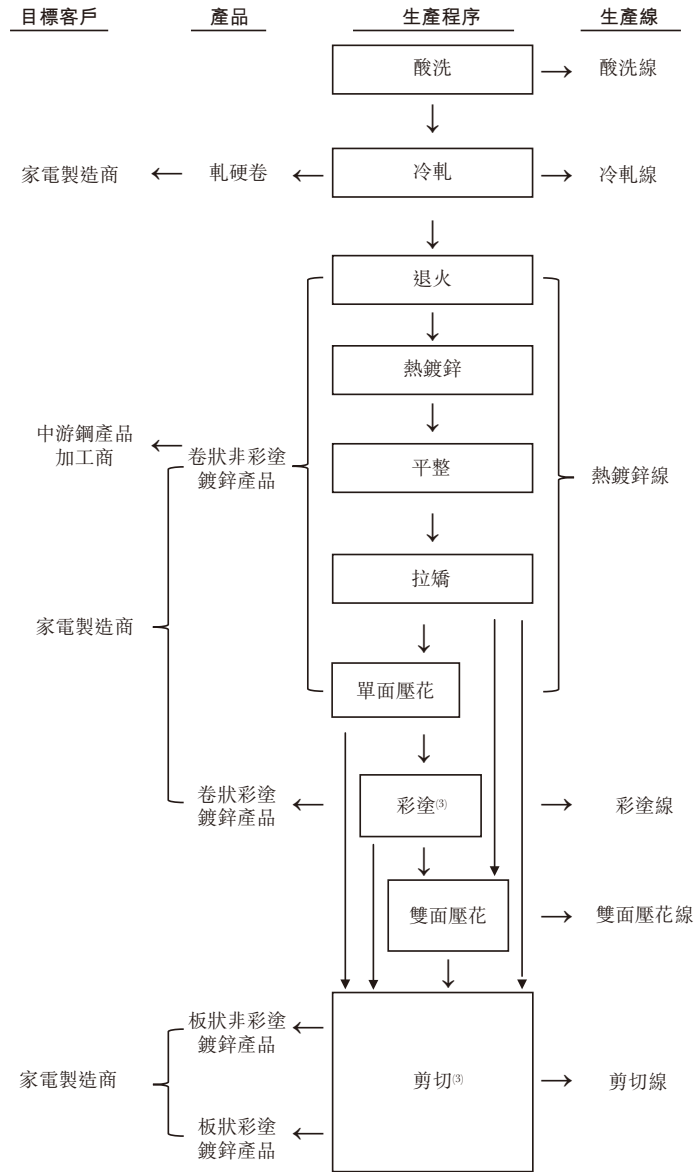 目標客戶
產品
生產程序
生產線
酸洗
酸洗線
家電製造商
軋硬卷
冷軋
冷軋線
退火
熱鍍鋅
中游鋼產品
加工商
卷狀非彩塗
鍍鋅產品
平整
熱鍍鋅線
拉矯
家電製造商
單面壓花
卷狀彩塗
鍍鋅產品
彩塗(3)
彩塗線
雙面壓花
雙面壓花線
板狀非彩塗
鍍鋅產品
家電製造商
剪切(3)
剪切線
板狀彩塗
鍍鋅產品